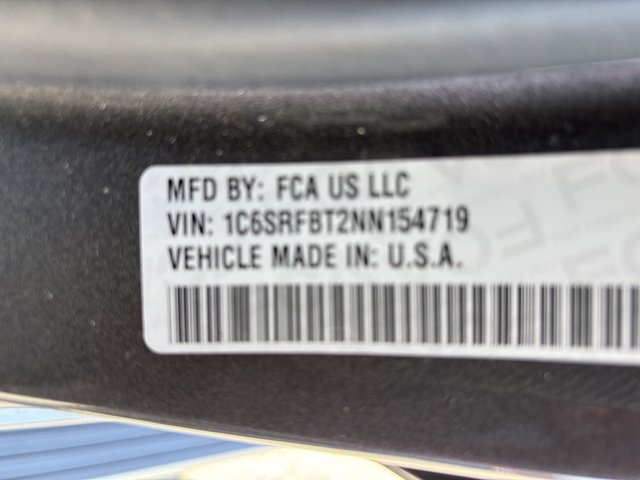 MFD BY: FCA US LLC
VIN: 1C6SRFBT2NN154719
VEHICLE MADE IN: U.S.A.